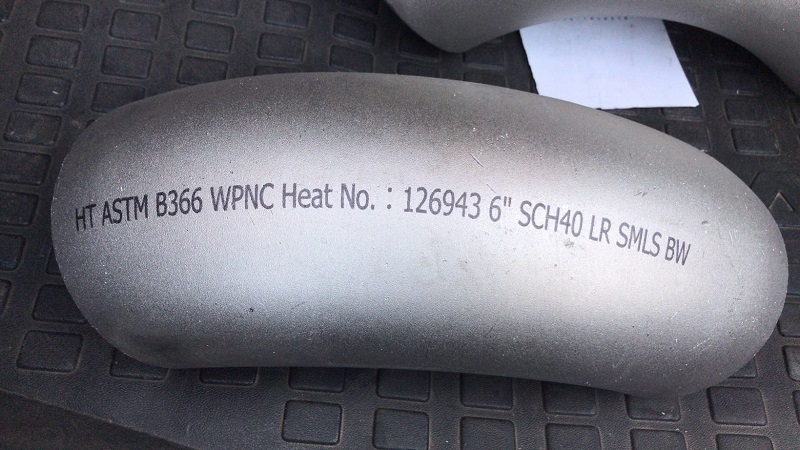 HT ASTM B366 WPNC Heat No. : 126943 6" SCH40 LR SMLS BW